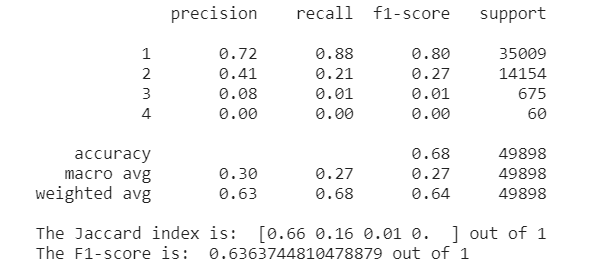 precision recall f1-score support
1 0.72 0.88 0.80 35009
2 0.41 0.21 0.27 14154
3 0.08 0.01 0.01 675
4 0.00 0.00 0.00 60
accuracy 0.68 49898
macro avg 0.30 0.27 0.27 49898
weighted avg 0.63 0.68 0.64 49898
The Jaccard index is: [0.66 0.16 0.01 0. ] out of 1
The F1-score is: 0.6363744810478879 out of 1